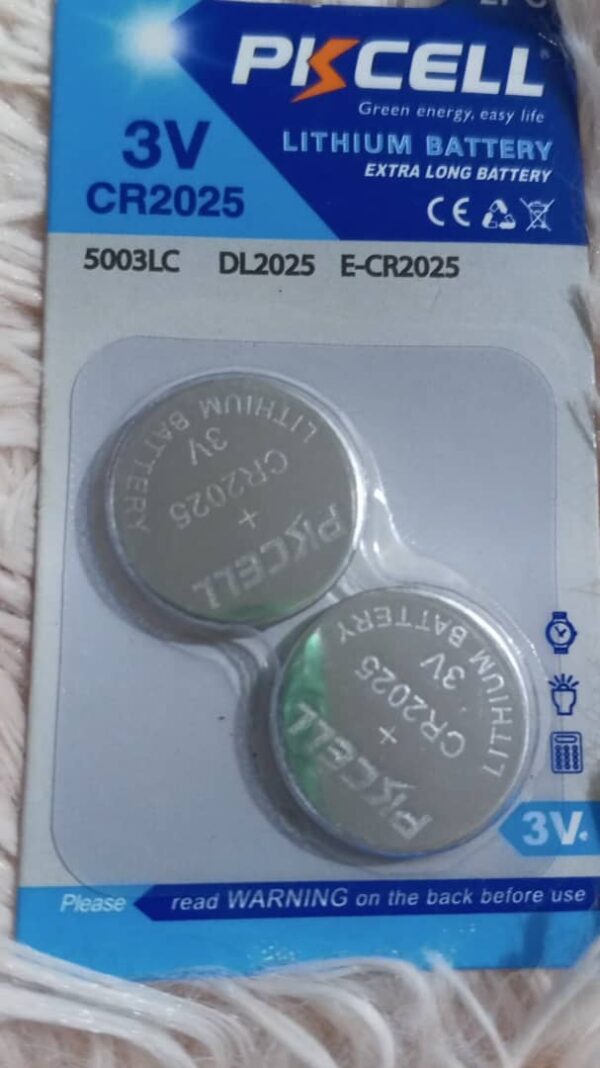 PKCELL
Green energy, easy life
LITHIUM BATTERY
EXTRA LONG BATTERY
3V
CR2025
CE
5003LC DL2025 E-CR2025
LITHIUM BATTERY
3V
CR2025
+
PKCELL
LITHIUM BATTERY
3V
CR2025
+
PKCELL
3V
Please read WARNING on the back before use